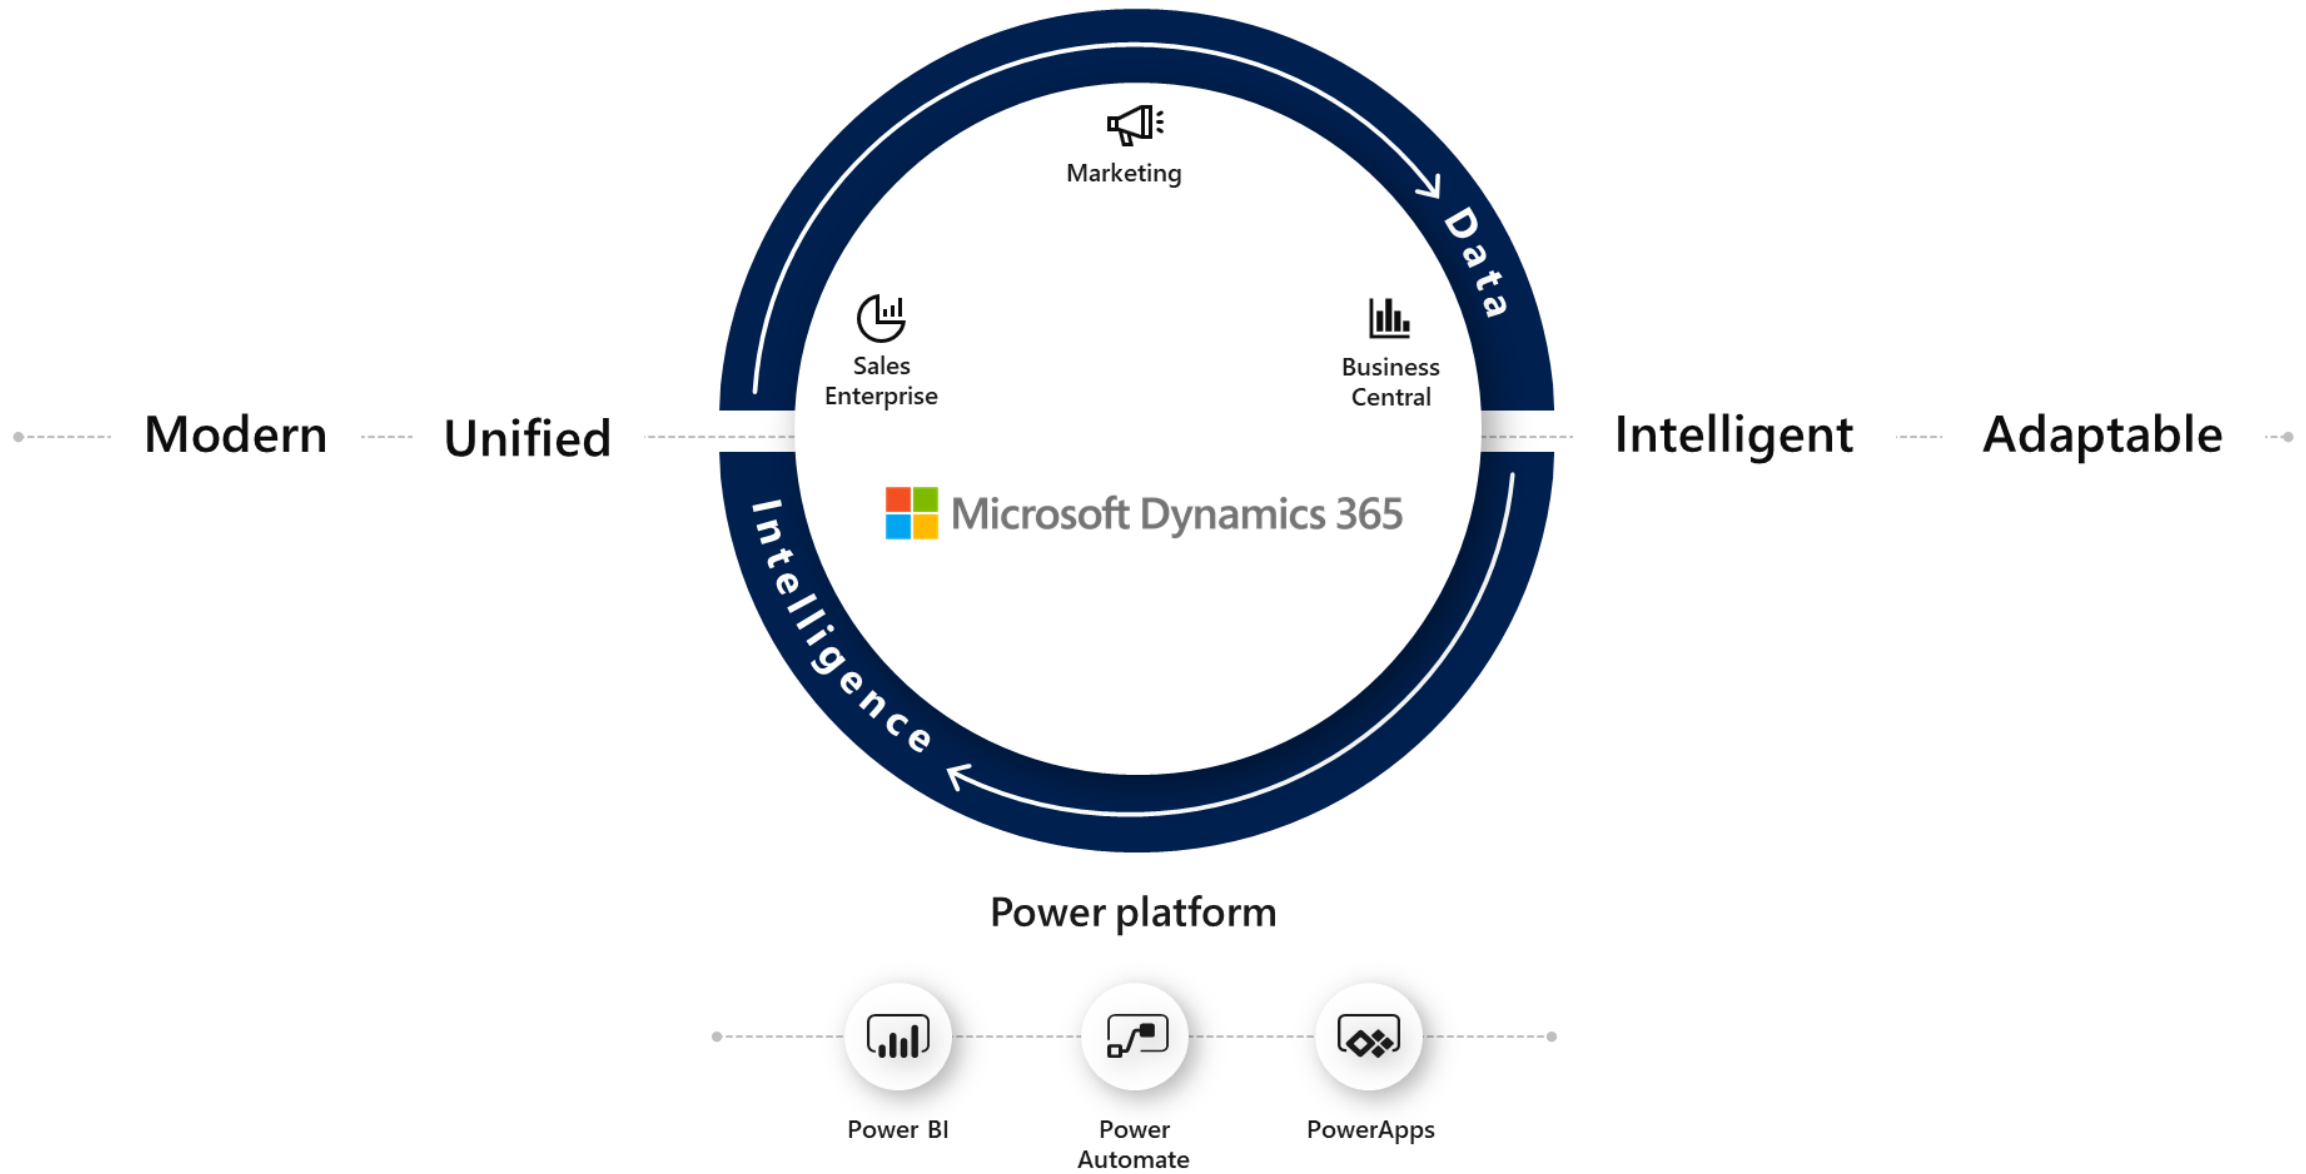 Marketing
Data
Sales
Enterprise
Business
Central
Modern
Unified
Intelligent
Adaptable
Microsoft Dynamics 365
Intelligence
Power platform
Power BI
Power
Automate
PowerApps